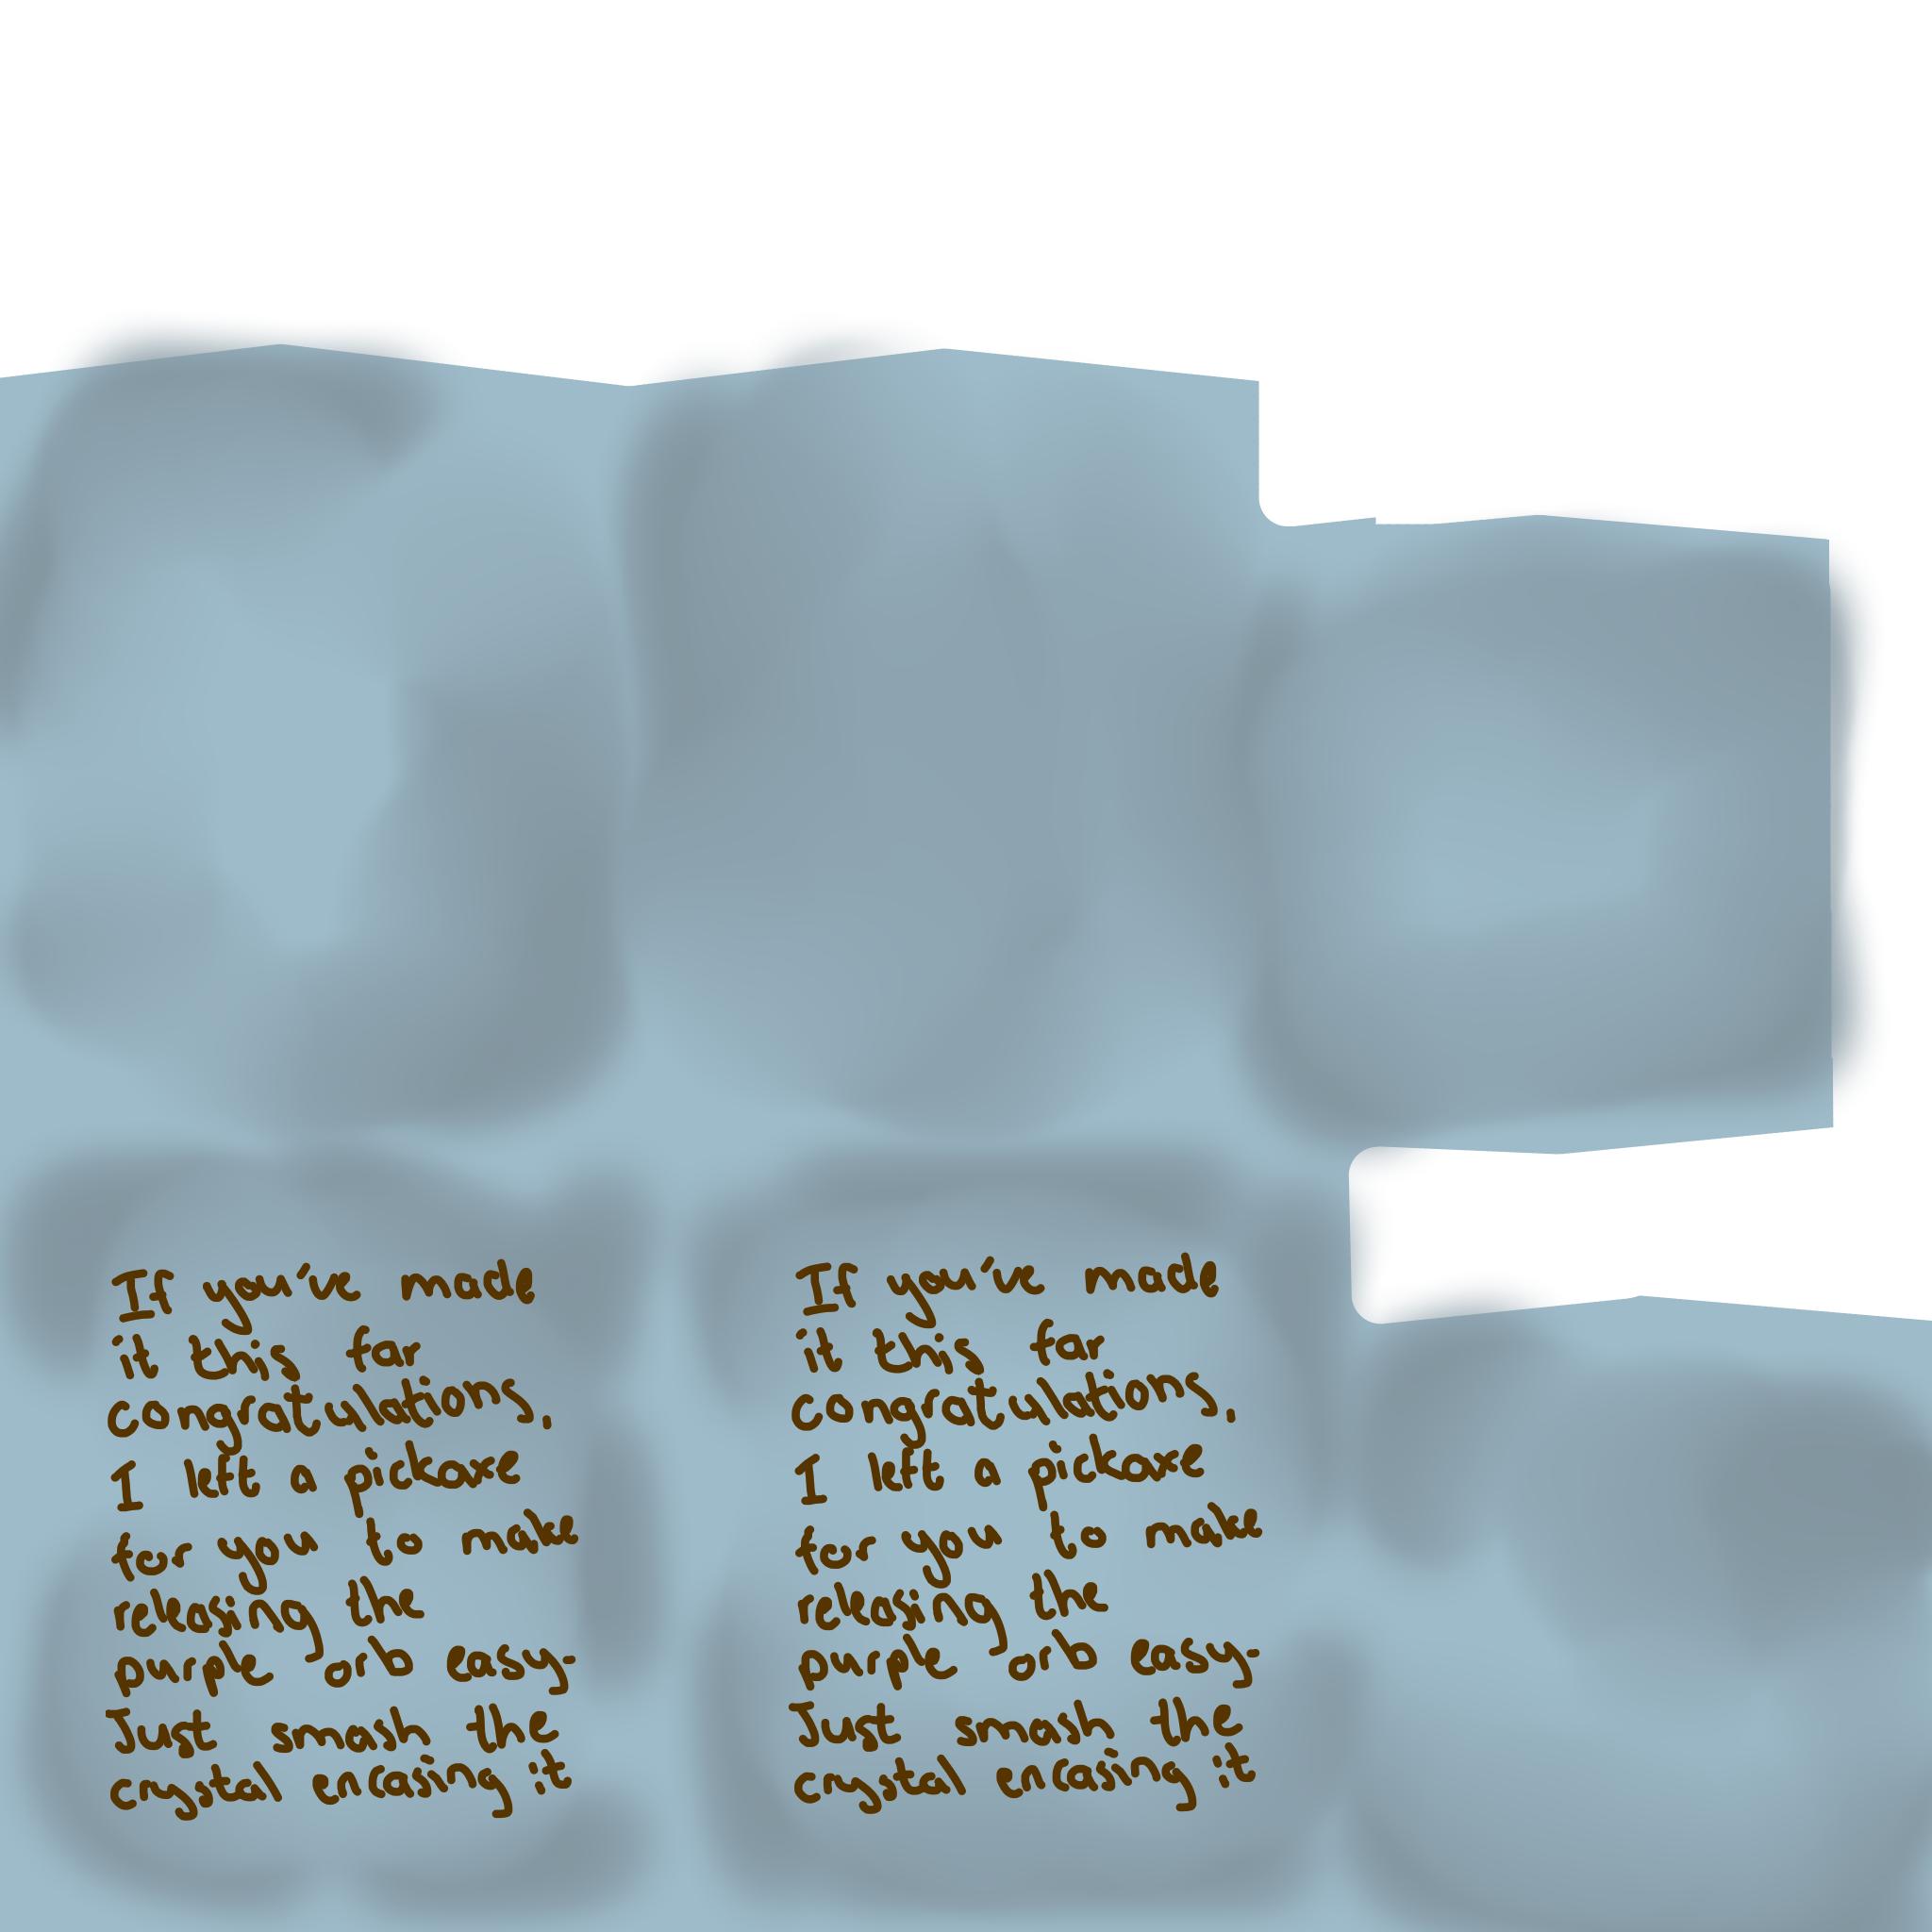 If you've made
it this far
congratulations.
I left a pickaxe
for you to make
releasing the
purple orb easy.
Just smash the
crystal encasing it
If you've made
it this far
congratulations.
I left a pickaxe
for you to make
releasing the
purple orb easy.
Just smash the
crystal encasing it